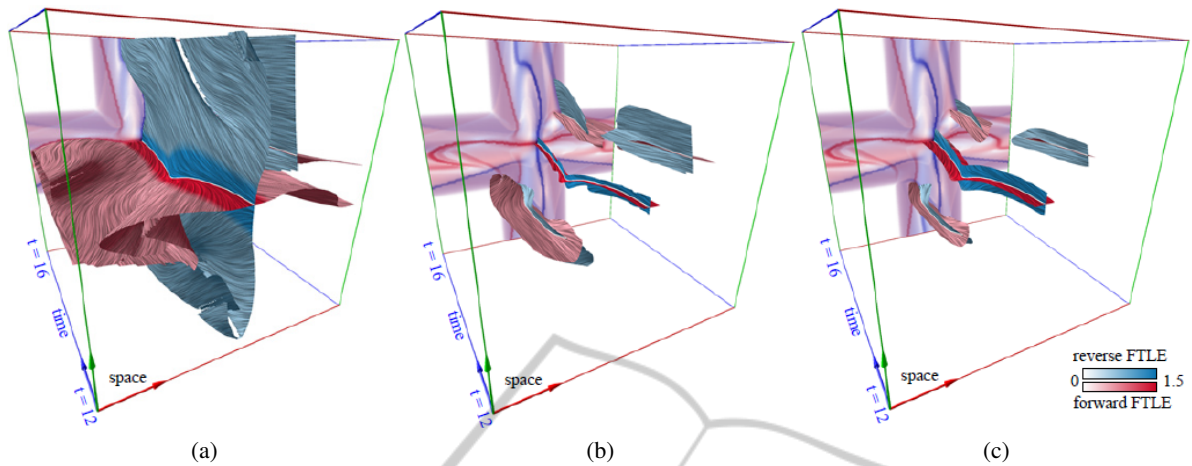 t = 16
time
t = 12
space
t = 16
time
t = 12
space
t = 16
time
t = 12
space
reverse FTLE
0 1.5
forward FTLE
(a) (b) (c)